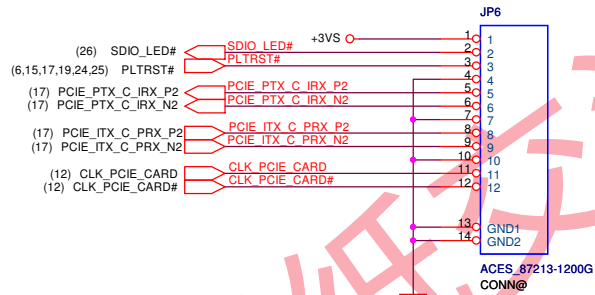 JP6
+3VS 1 1
(26) SDIO_LED# SDIO_LED# 2 2
(6,15,17,19,24,25) PLTRST# PLTRST# 3 3
4 4
(17) PCIE_PTX_C_IRX_P2 PCIE_PTX_C_IRX_P2 5 5
(17) PCIE_PTX_C_IRX_N2 PCIE_PTX_C_IRX_N2 6 6
7 7
(17) PCIE_ITX_C_PRX_P2 PCIE_ITX_C_PRX_P2 8 8
(17) PCIE_ITX_C_PRX_N2 PCIE_ITX_C_PRX_N2 9 9
10 10
(12) CLK_PCIE_CARD CLK_PCIE_CARD 11 11
(12) CLK_PCIE_CARD# CLK_PCIE_CARD# 12 12
13 GND1
14 GND2
ACES_87213-1200G
CONN@